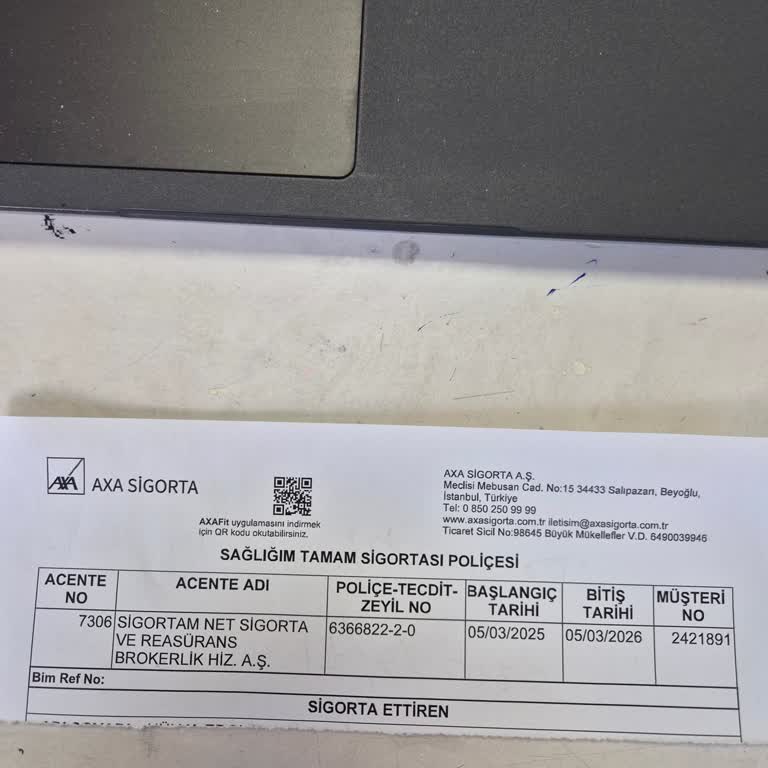 AXA
AXA SİGORTA
AXAFit uygulamasını indirmek
için QR kodu okutabilirsiniz.
AXA SİGORTA A.Ş.
Meclisi Mebusan Cad. No:15 34433 Salıpazarı, Beyoğlu,
İstanbul, Türkiye
Tel: 0 850 250 99 99
www.axasigorta.com.tr iletisim@axasigorta.com.tr
Ticaret Sicil No:98645 Büyük Mükellefler V.D. 6490039946
SAĞLIĞIM TAMAM SİGORTASI POLİÇESİ
ACENTE
NO
ACENTE ADI
POLİÇE-TECDİT-
ZEYİL NO
BAŞLANGIÇ
TARİHİ
BİTİŞ
TARİHİ
MÜŞTERİ
NO
7306
SİGORTAM NET SİGORTA
VE REASÜRANS
BROKERLİK HİZ. A.Ş.
6366822-2-0
05/03/2025
05/03/2026
2421891
Bim Ref No:
SİGORTA ETTİREN